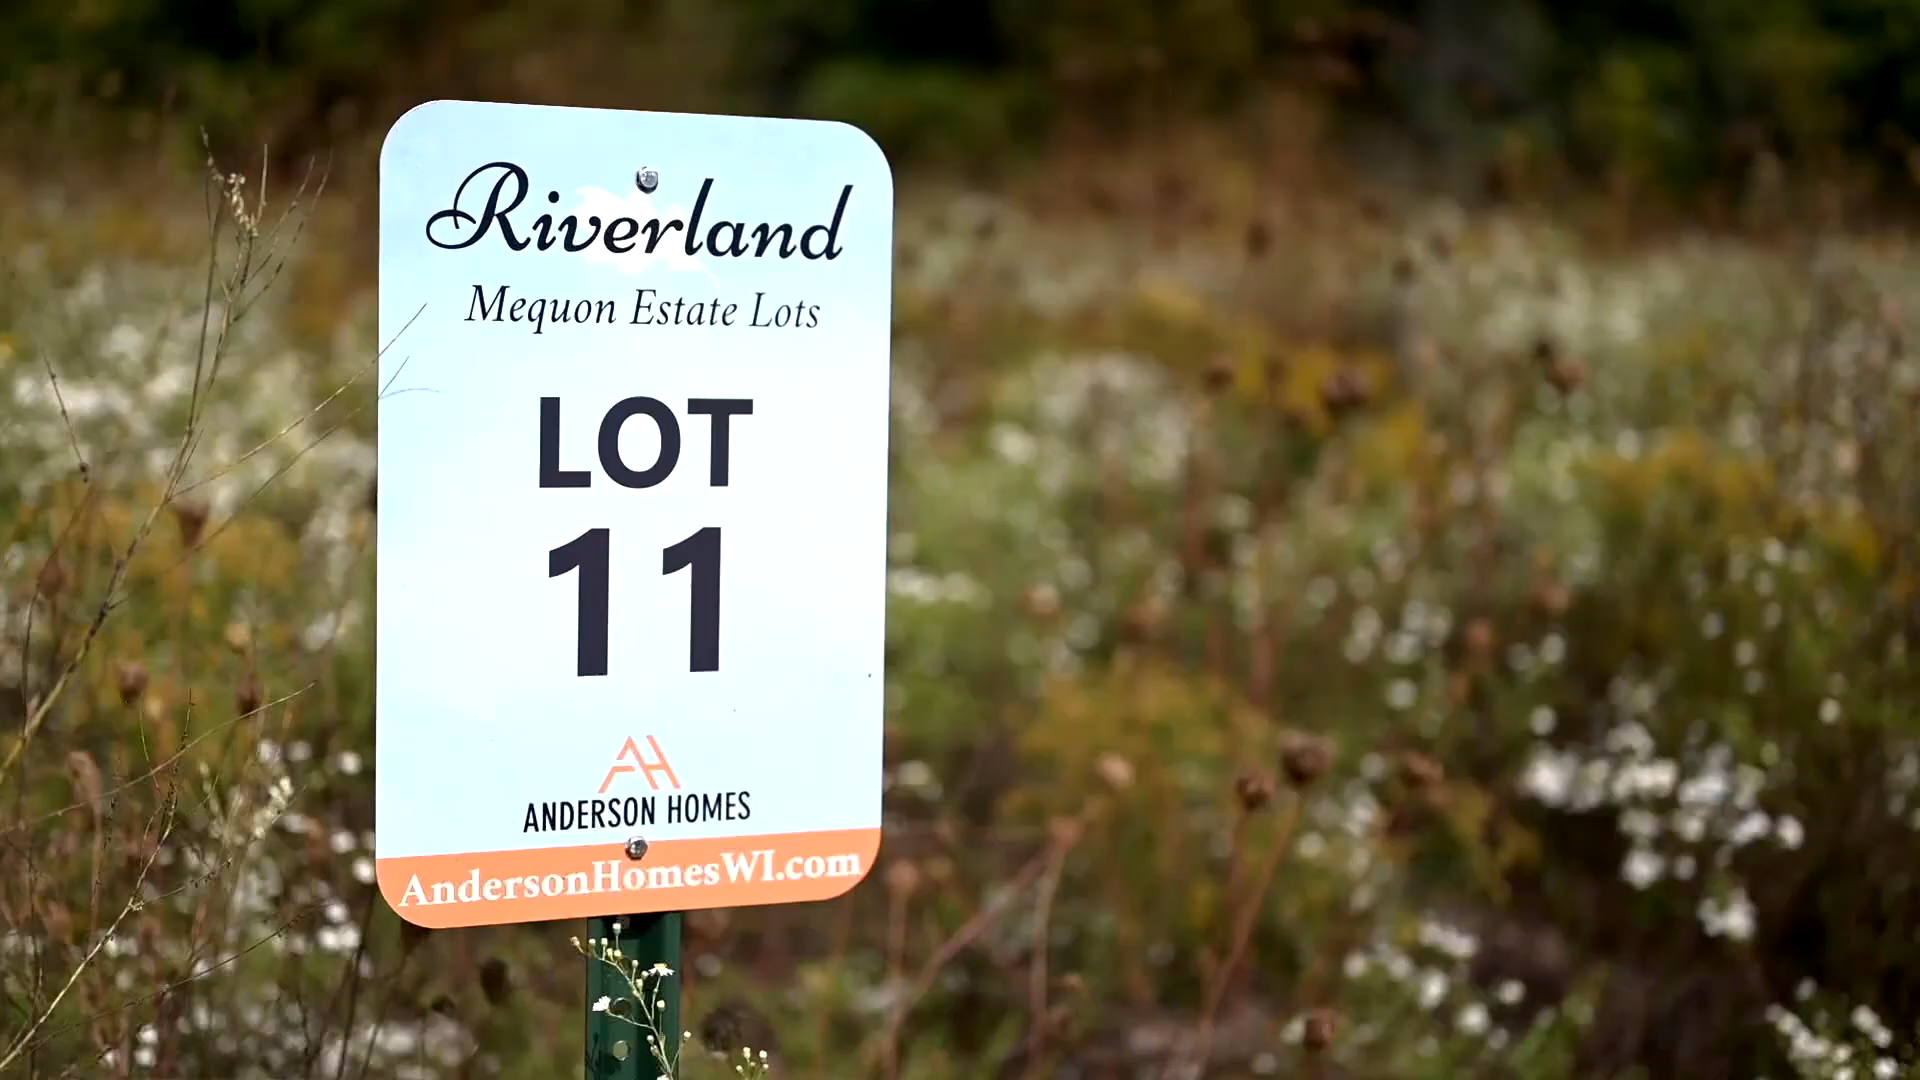 Riverland
Mequon Estate Lots
LOT
11
AH
ANDERSON HOMES
AndersonHomesWI.com